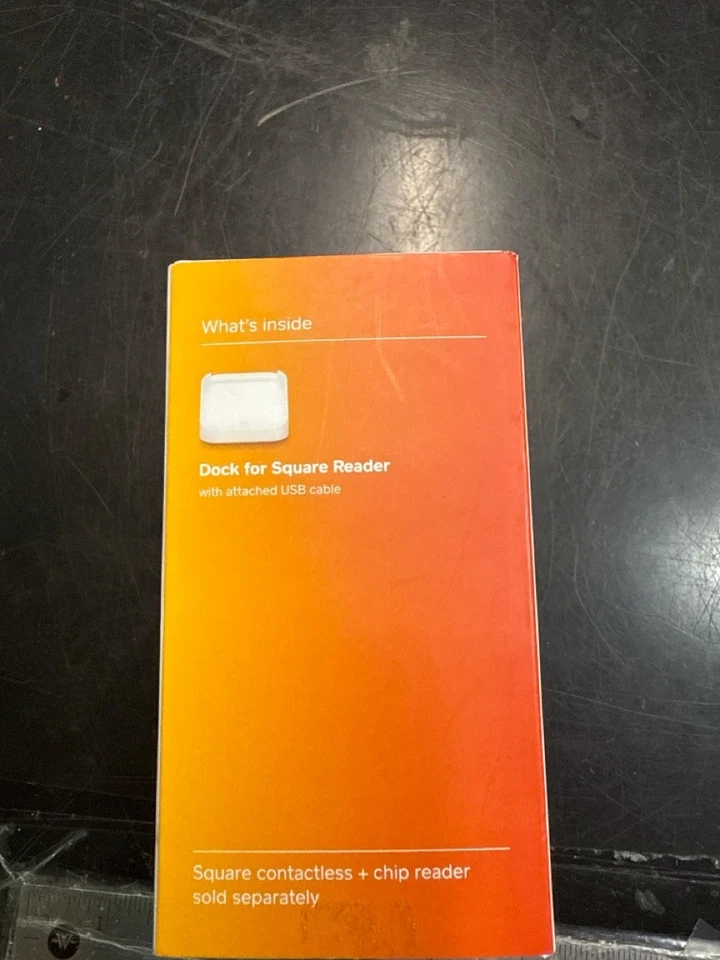 What's inside
Dock for Square Reader
with attached USB cable
Square contactless + chip reader
sold separately